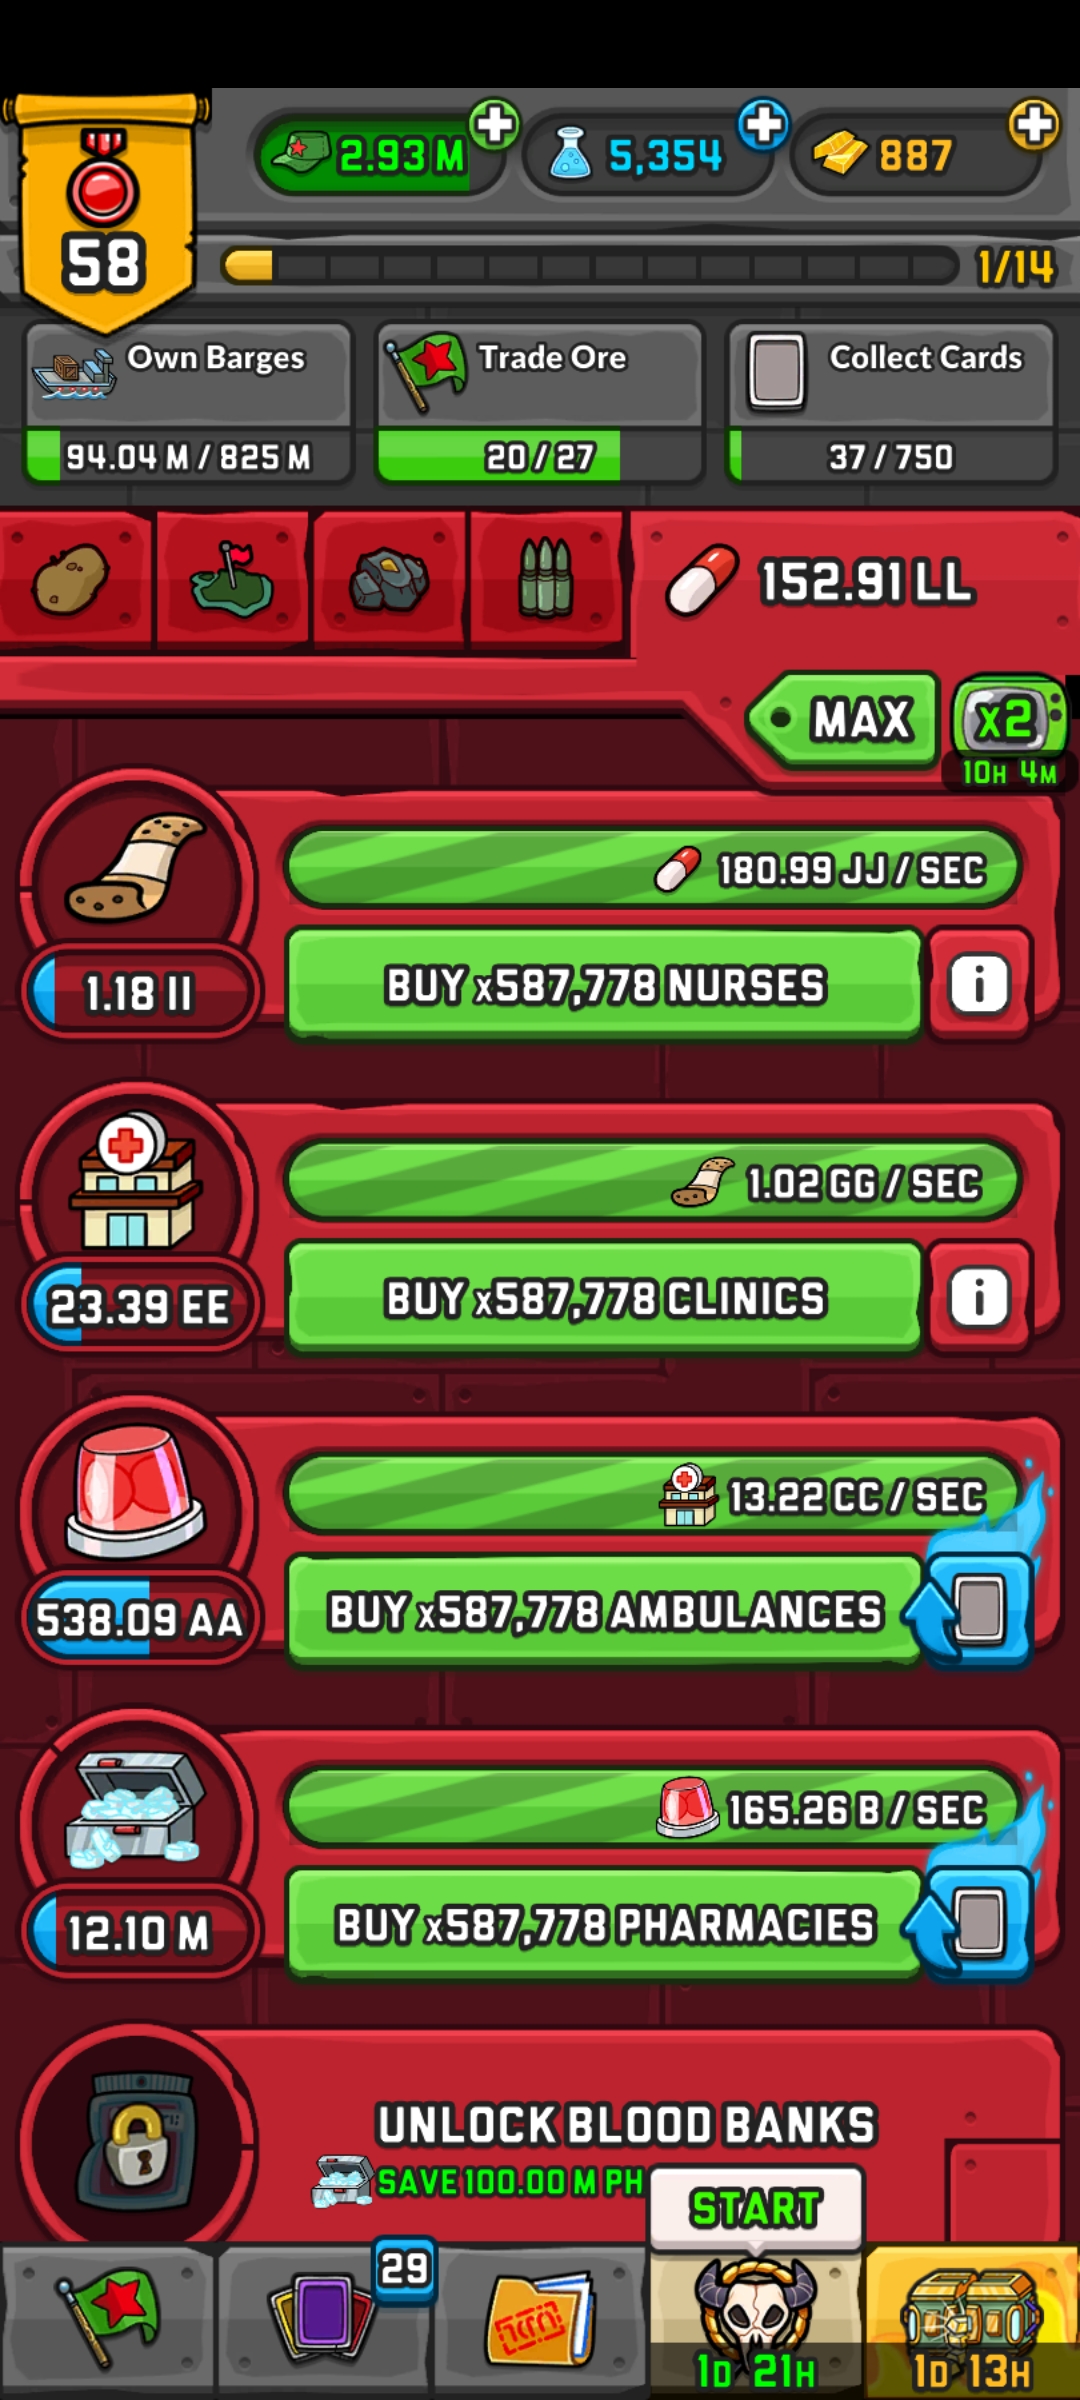 2.93 M
5,354
887
58
1/14
Own Barges
Trade Ore
Collect Cards
94.04 M / 825 M
20 / 27
37 / 750
152.91 LL
MAX
x2
10H 4M
180.99 JJ / SEC
1.18 II
BUY x587,778 NURSES
i
1.02 GG / SEC
23.39 EE
BUY x587,778 CLINICS
i
13.22 CC / SEC
538.09 AA
BUY x587,778 AMBULANCES
165.26 B / SEC
12.10 M
BUY x587,778 PHARMACIES
UNLOCK BLOOD BANKS
SAVE 100.00 M PH
START
29
1D 21H
1D 13H